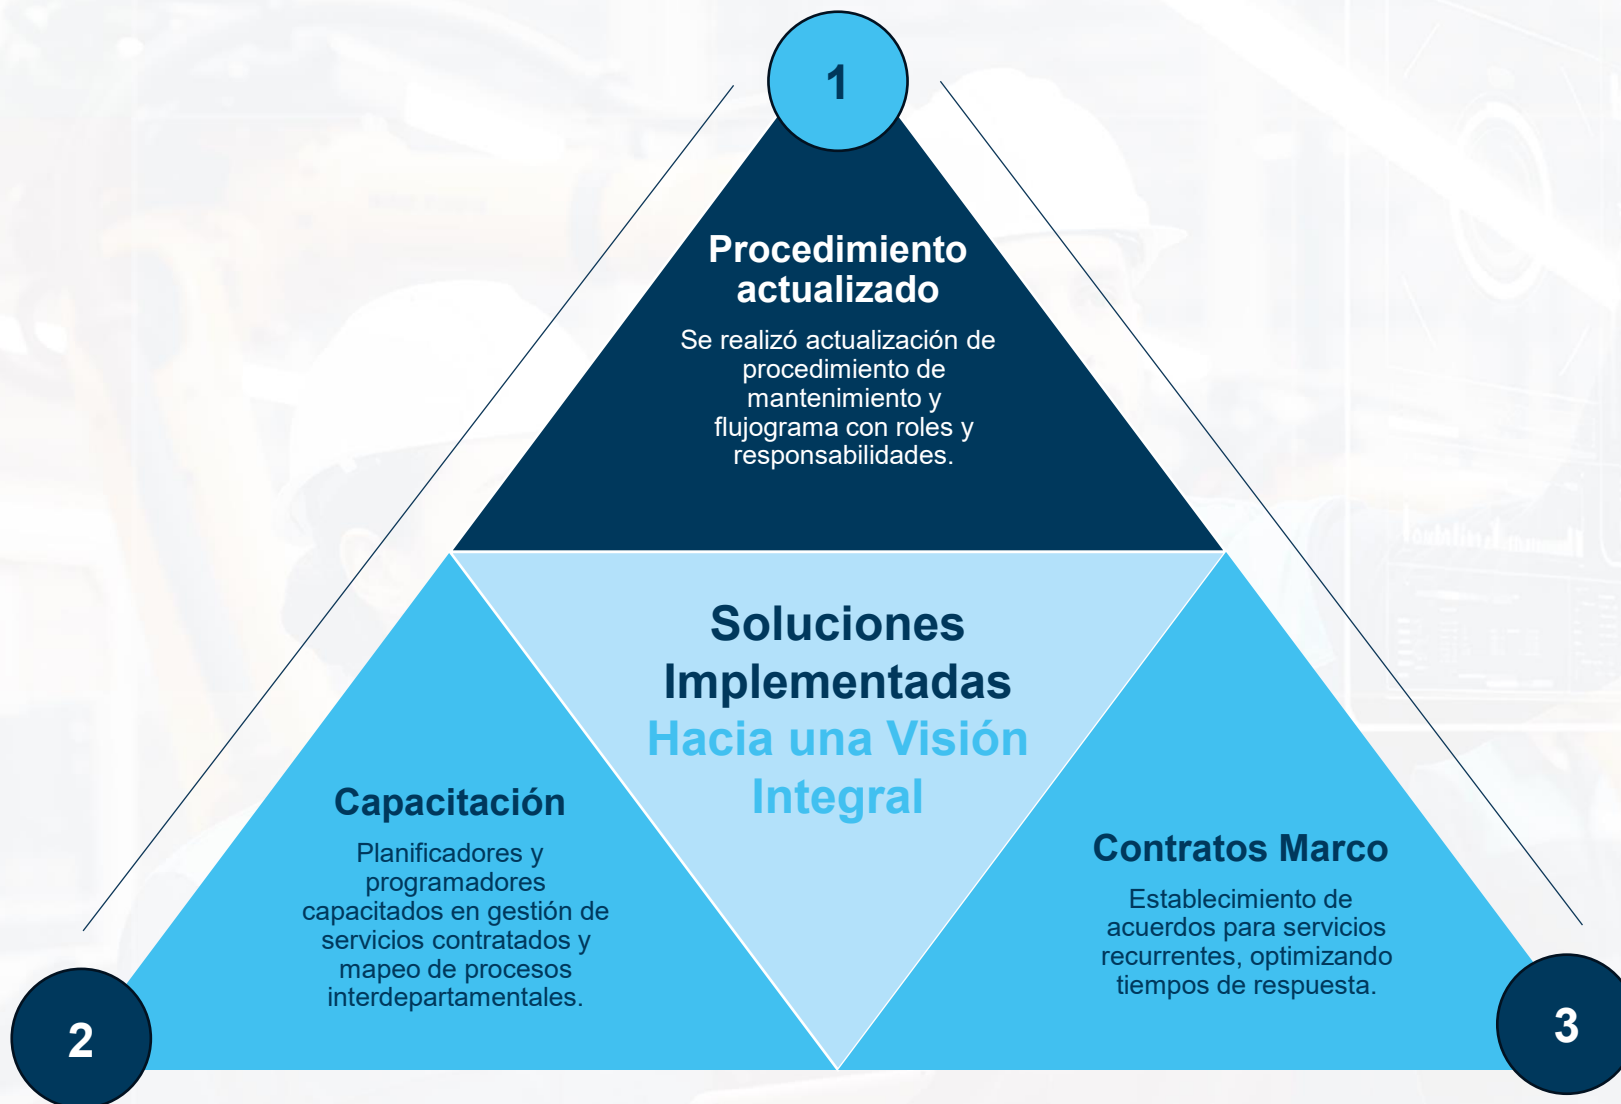 1
Procedimiento
actualizado
Se realizó actualización de
procedimiento de
mantenimiento y
flujograma con roles y
responsabilidades.
Soluciones
Implementadas
Hacia una Visión
Integral
Capacitación
Planificadores y
programadores
capacitados en gestión de
servicios contratados y
mapeo de procesos
interdepartamentales.
2
Contratos Marco
Establecimiento de
acuerdos para servicios
recurrentes, optimizando
tiempos de respuesta.
3